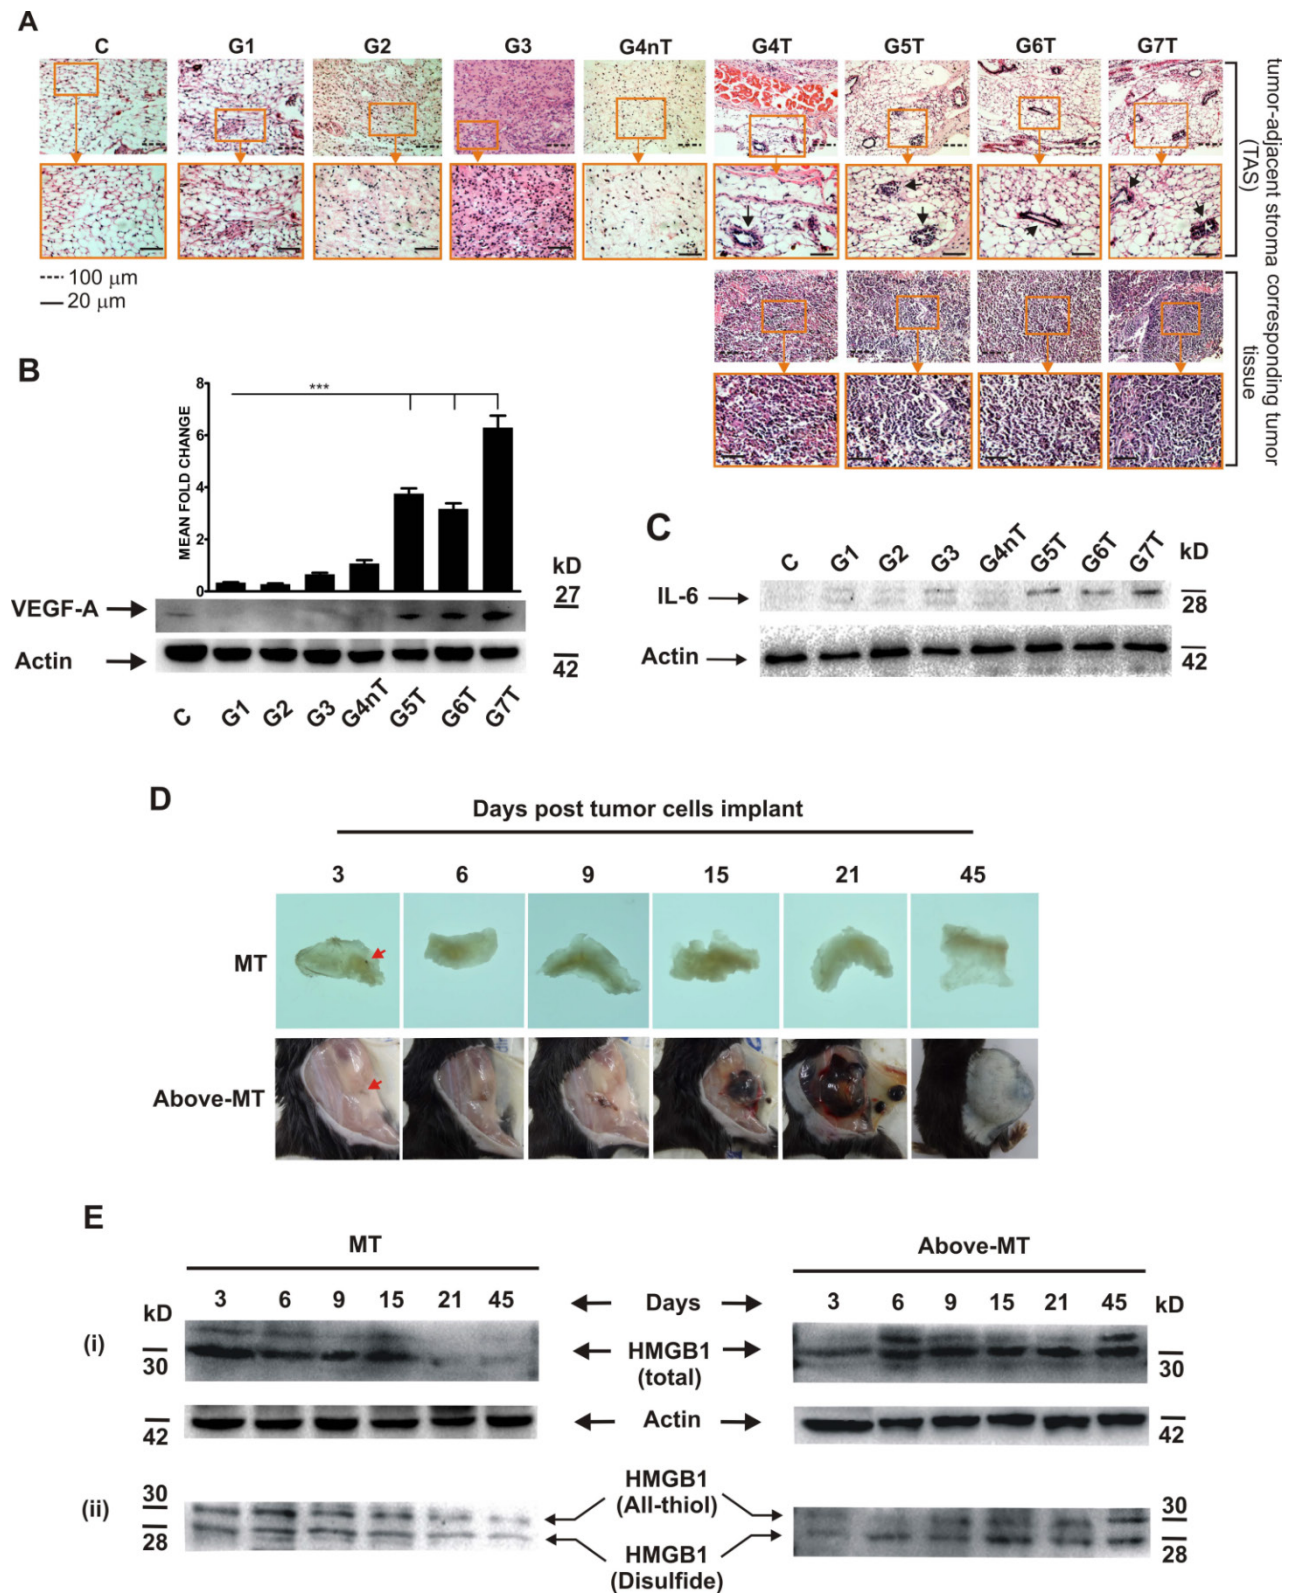 A
C G1 G2 G3 G4nT G4T G5T G6T G7T
tumor-adjacent stroma
(TAS)
corresponding tumor
tissue
100 µm
20 µm
B
MEAN FOLD CHANGE
8
6
4
2
0
***
kD
27
42
VEGF-A
Actin
C G1 G2 G3 G4nT G5T G6T G7T
C
C G1 G2 G3 G4nT G5T G6T G7T kD
IL-6
28
Actin
42
D
Days post tumor cells implant
3 6 9 15 21 45
MT
Above-MT
E
MT
Above-MT
kD 3 6 9 15 21 45 Days 3 6 9 15 21 45 kD
(i)
30
HMGB1
(total)
30
42
Actin
42
(ii)
30
28
HMGB1
(All-thiol)
HMGB1
(Disulfide)
30
28